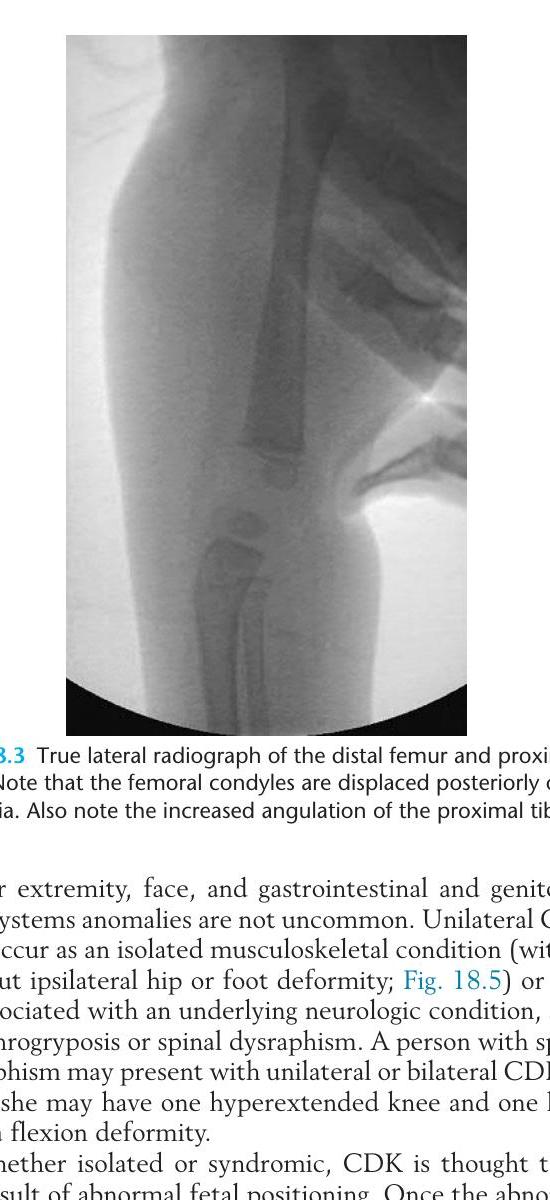 8.3 True lateral radiograph of the distal femur and proxi
Note that the femoral condyles are displaced posteriorly
ia. Also note the increased angulation of the proximal tib
r extremity, face, and gastrointestinal and genito
ystems anomalies are not uncommon. Unilateral C
ccur as an isolated musculoskeletal condition (wit
ut ipsilateral hip or foot deformity; Fig. 18.5) or
ociated with an underlying neurologic condition,
hrogryposis or spinal dysraphism. A person with sp
phism may present with unilateral or bilateral CDK
she may have one hyperextended knee and one
flexion deformity.
hether isolated or syndromic, CDK is thought t
sult of abnormal fetal positioning. Once the abno